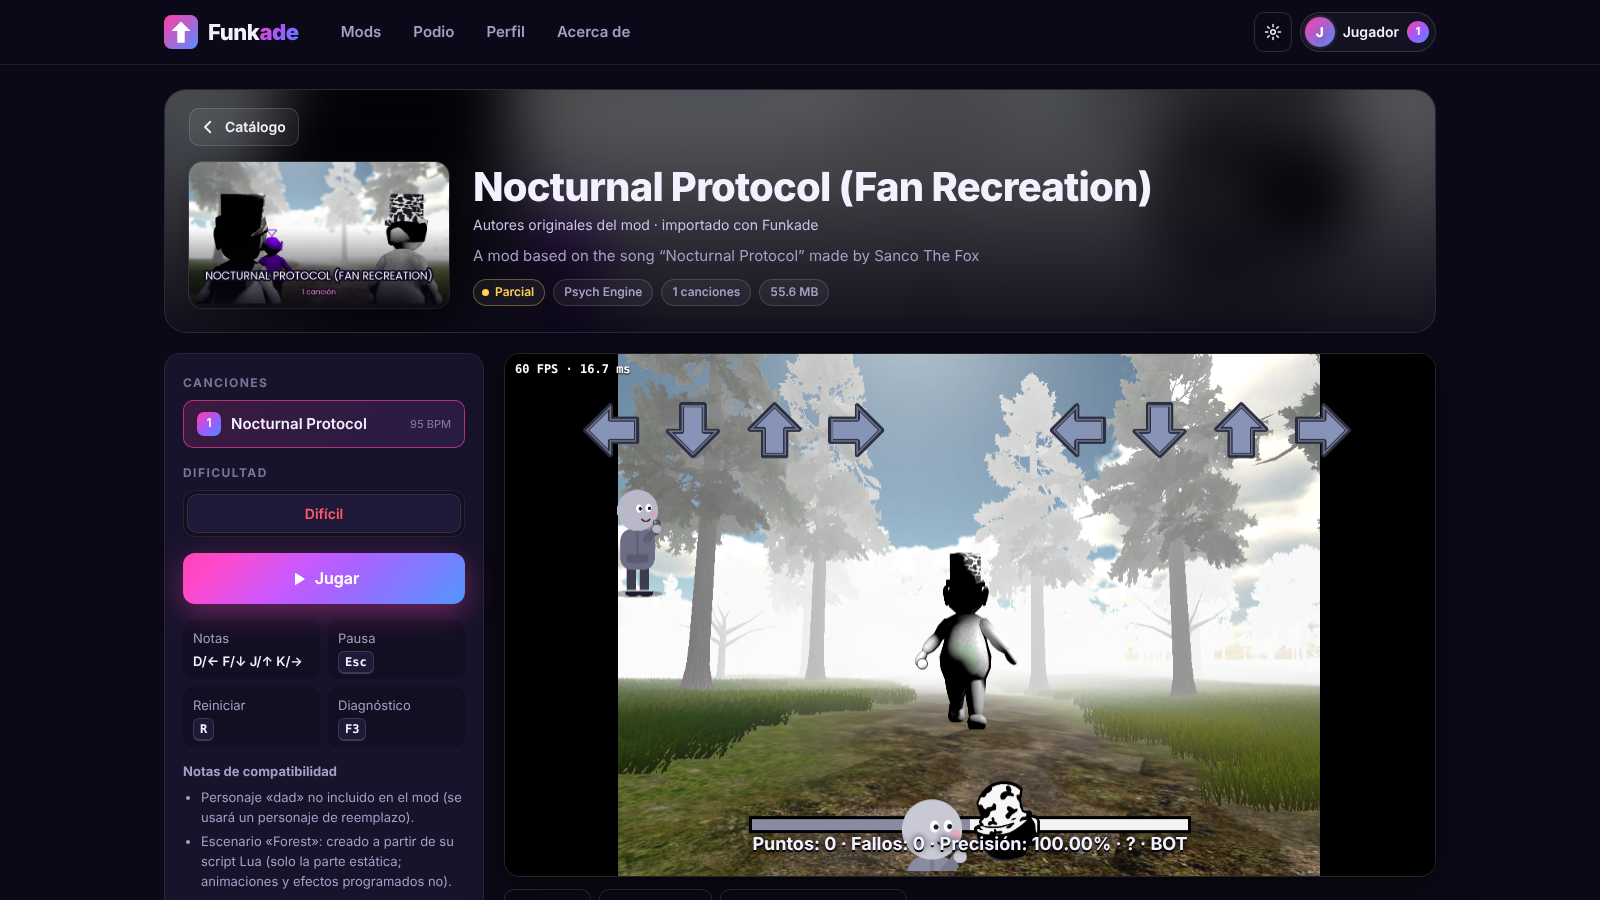 Funkade
Mods
Podio
Perfil
Acerca de
J
Jugador
1
Catálogo
NOCTURNAL PROTOCOL (FAN RECREATION)
1 canción
Nocturnal Protocol (Fan Recreation)
Autores originales del mod · importado con Funkade
A mod based on the song “Nocturnal Protocol” made by Sanco The Fox
Parcial
Psych Engine
1 canciones
55.6 MB
CANCIONES
1
Nocturnal Protocol
95 BPM
DIFICULTAD
Difícil
Jugar
Notas
D/← F/↓ J/↑ K/→
Pausa
Esc
Reiniciar
R
Diagnóstico
F3
Notas de compatibilidad
Personaje «dad» no incluido en el mod (se
usará un personaje de reemplazo).
Escenario «Forest»: creado a partir de su
script Lua (solo la parte estática;
animaciones y efectos programados no).
60 FPS · 16.7 ms
Puntos: 0 · Fallos: 0 · Precisión: 100.00% · ? · BOT